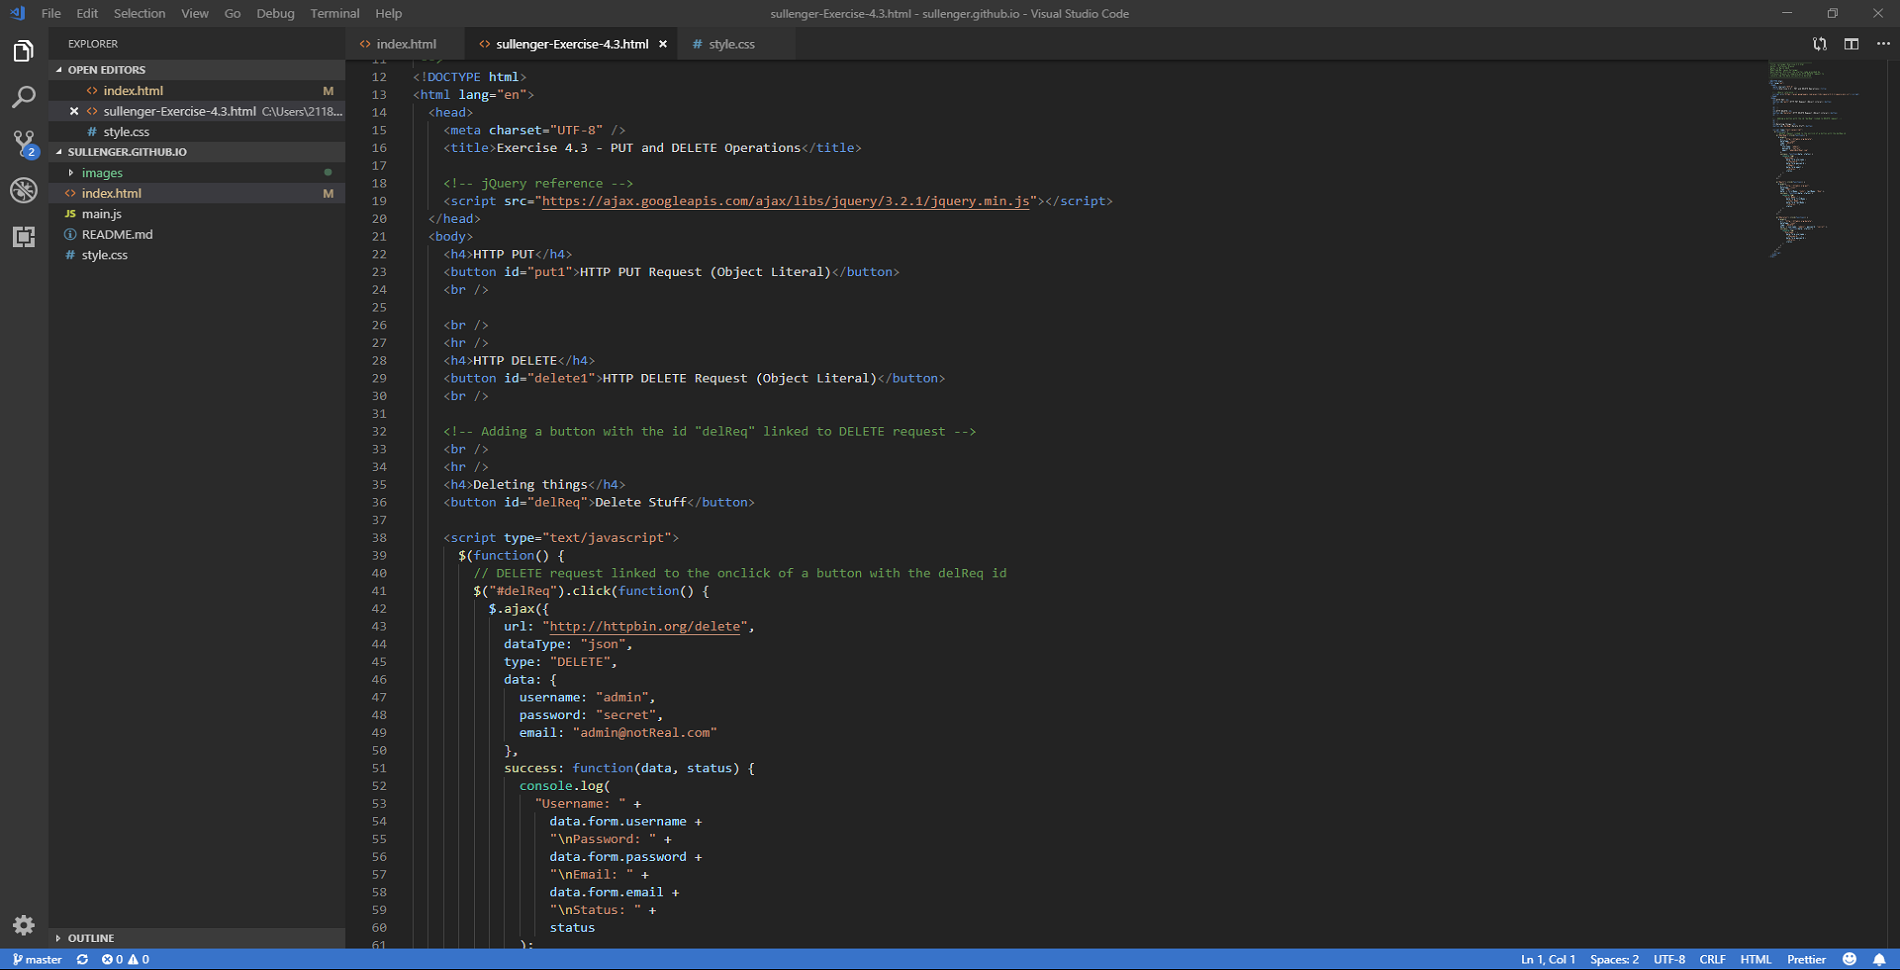 File Edit Selection View Go Debug Terminal Help
sullenger-Exercise-4.3.html - sullenger.github.io - Visual Studio Code
EXPLORER
OPEN EDITORS
index.html M
sullenger-Exercise-4.3.html C:\Users\2118...
style.css
SULLENGER.GITHUB.IO
images
index.html M
JS main.js
README.md
# style.css
OUTLINE
2
index.html sullenger-Exercise-4.3.html # style.css
11 -->
12 <!DOCTYPE html>
13 <html lang="en">
14 <head>
15 <meta charset="UTF-8" />
16 <title>Exercise 4.3 - PUT and DELETE Operations</title>
17
18 <!-- jQuery reference -->
19 <script src="https://ajax.googleapis.com/ajax/libs/jquery/3.2.1/jquery.min.js"></script>
20 </head>
21 <body>
22 <h4>HTTP PUT</h4>
23 <button id="put1">HTTP PUT Request (Object Literal)</button>
24 <br />
25
26 <br />
27 <hr />
28 <h4>HTTP DELETE</h4>
29 <button id="delete1">HTTP DELETE Request (Object Literal)</button>
30 <br />
31
32 <!-- Adding a button with the id "delReq" linked to DELETE request -->
33 <br />
34 <hr />
35 <h4>Deleting things</h4>
36 <button id="delReq">Delete Stuff</button>
37
38 <script type="text/javascript">
39 $(function() {
40 // DELETE request linked to the onclick of a button with the delReq id
41 $("#delReq").click(function() {
42 $.ajax({
43 url: "http://httpbin.org/delete",
44 dataType: "json",
45 type: "DELETE",
46 data: {
47 username: "admin",
48 password: "secret",
49 email: "admin@notReal.com"
50 },
51 success: function(data, status) {
52 console.log(
53 "Username: " +
54 data.form.username +
55 "\nPassword: " +
56 data.form.password +
57 "\nEmail: " +
58 data.form.email +
59 "\nStatus: " +
60 status
61 );
master 0 0
Ln 1, Col 1 Spaces: 2 UTF-8 CRLF HTML Prettier